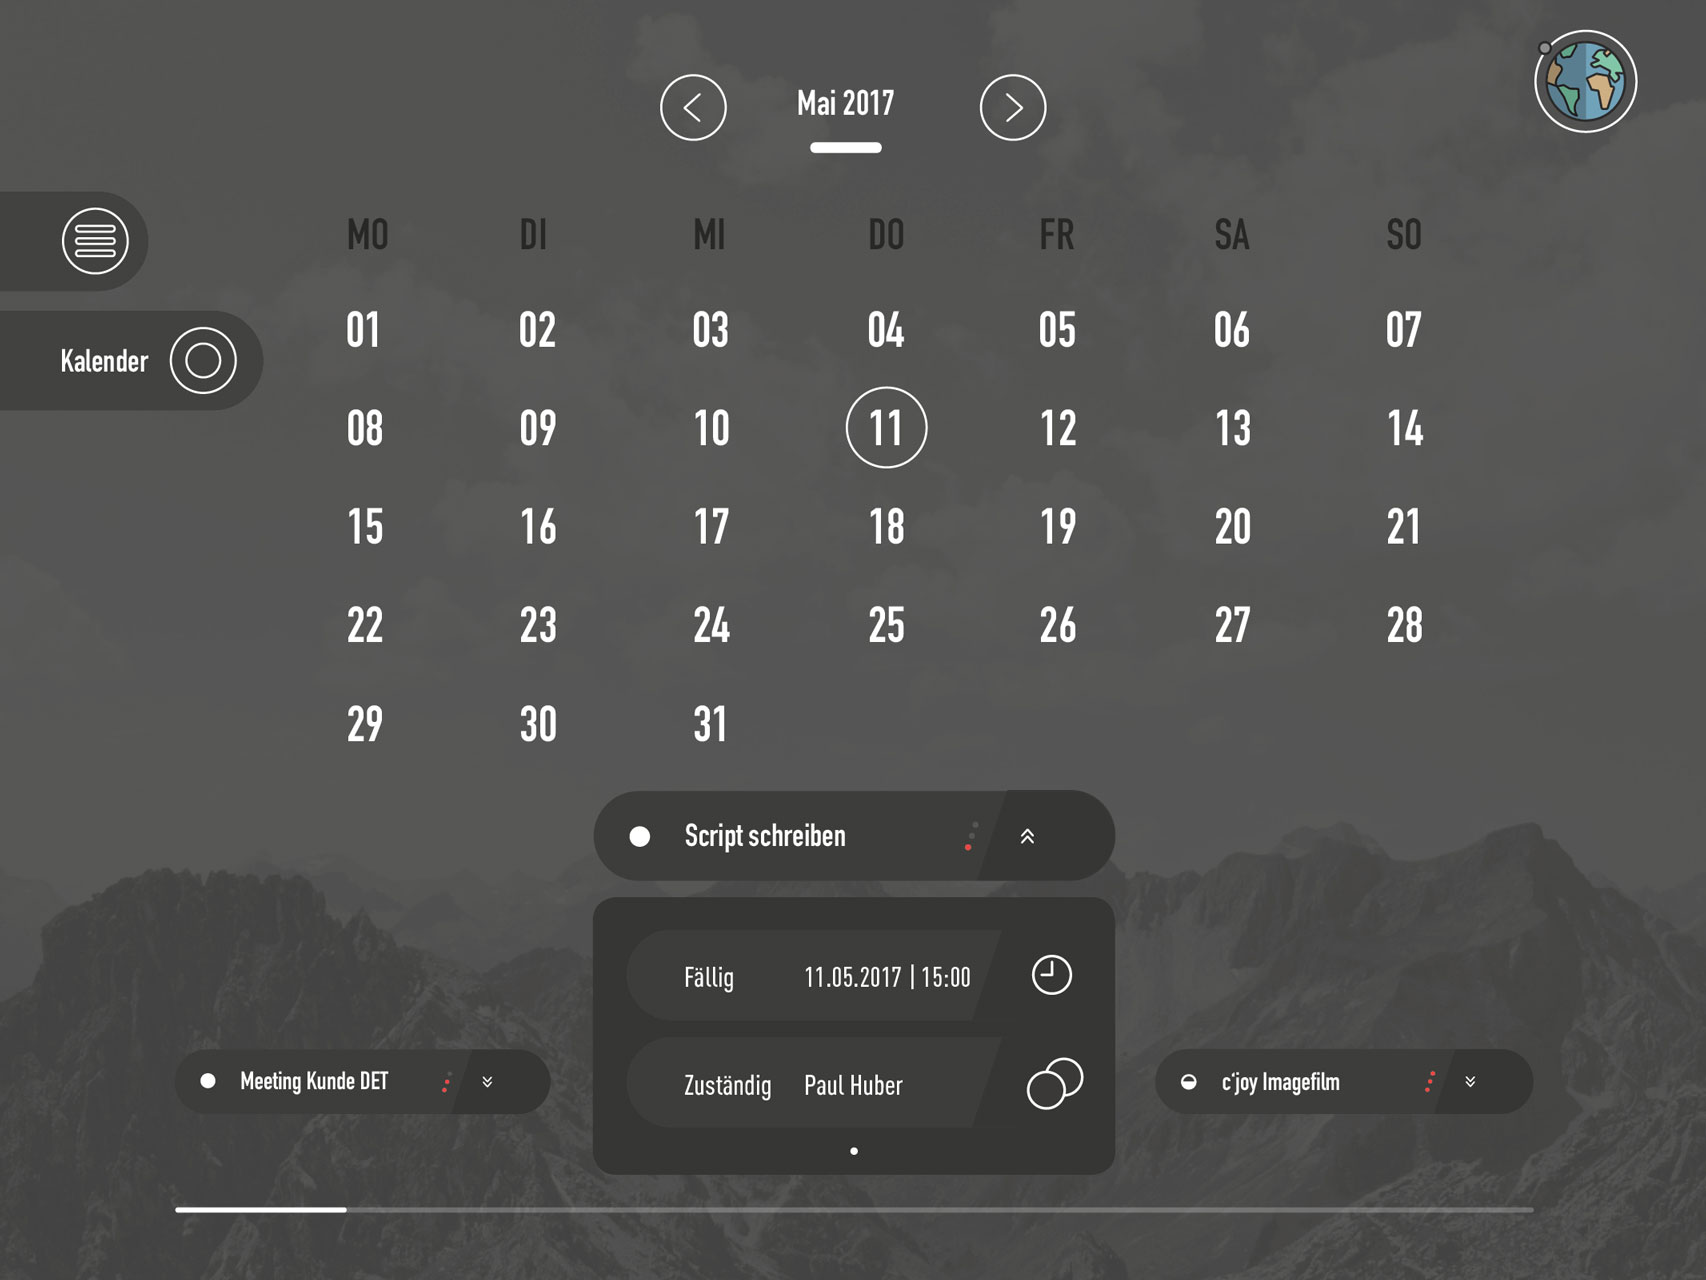 Mai 2017
MO DI MI DO FR SA SO
01 02 03 04 05 06 07
Kalender
08 09 10 11 12 13 14
15 16 17 18 19 20 21
22 23 24 25 26 27 28
29 30 31
Script schreiben
Fällig 11.05.2017 | 15:00
Zuständig Paul Huber
Meeting Kunde DET
c'joy Imagefilm